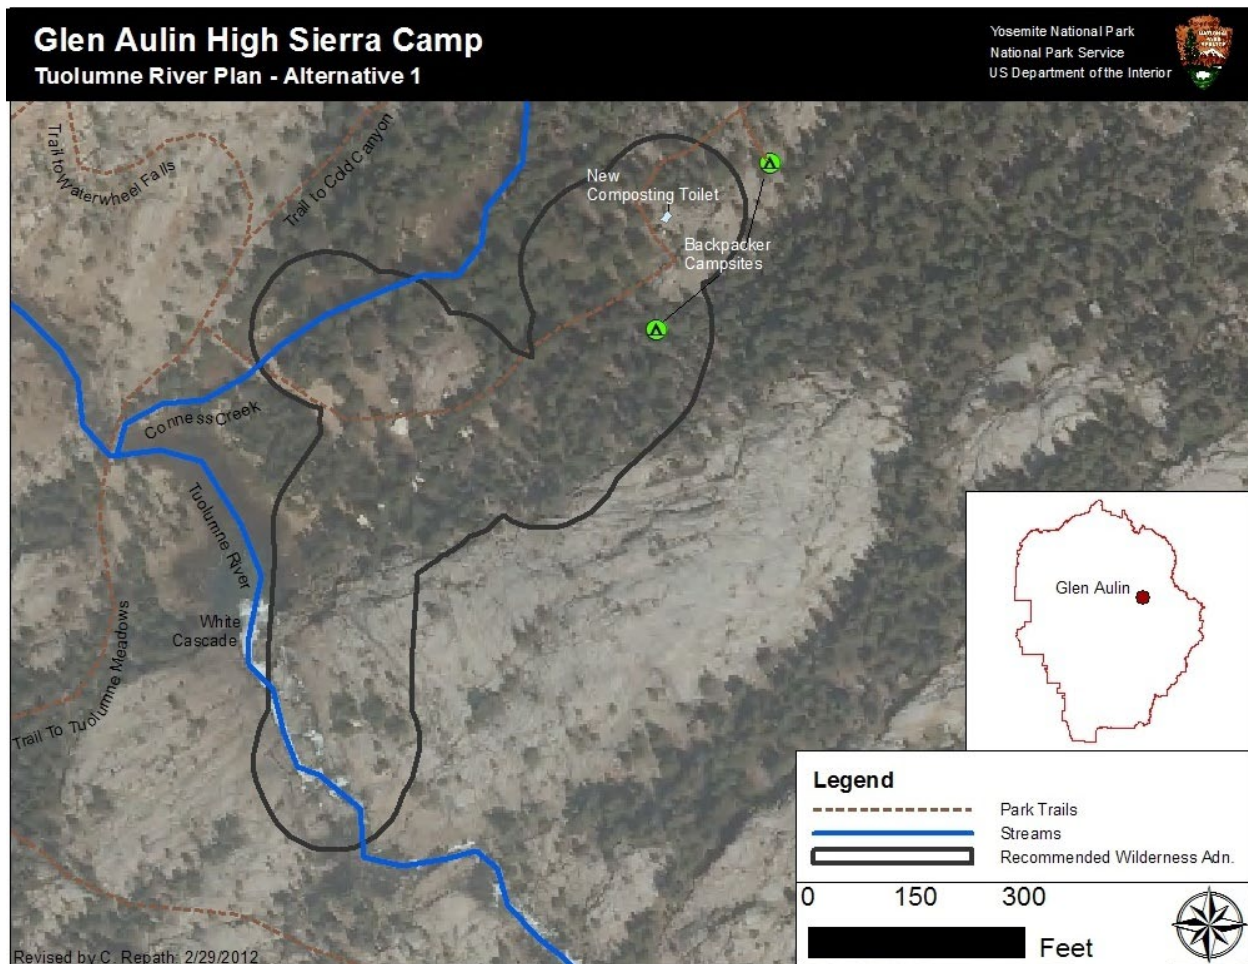 Glen Aulin High Sierra Camp
Tuolumne River Plan - Alternative 1
Yosemite National Park
National Park Service
US Department of the Interior
NATIONAL
PARK
SERVICE
Trail to Waterwheel Falls
Trail to Cold Canyon
New
Composting Toilet
Backpacker
Campsites
Conness Creek
Tuolumne River
White
Cascade
Trail To Tuolumne Meadows
Glen Aulin
Legend
Park Trails
Streams
Recommended Wilderness Adn.
0 150 300
Feet
Revised by C. Repath: 2/29/2012